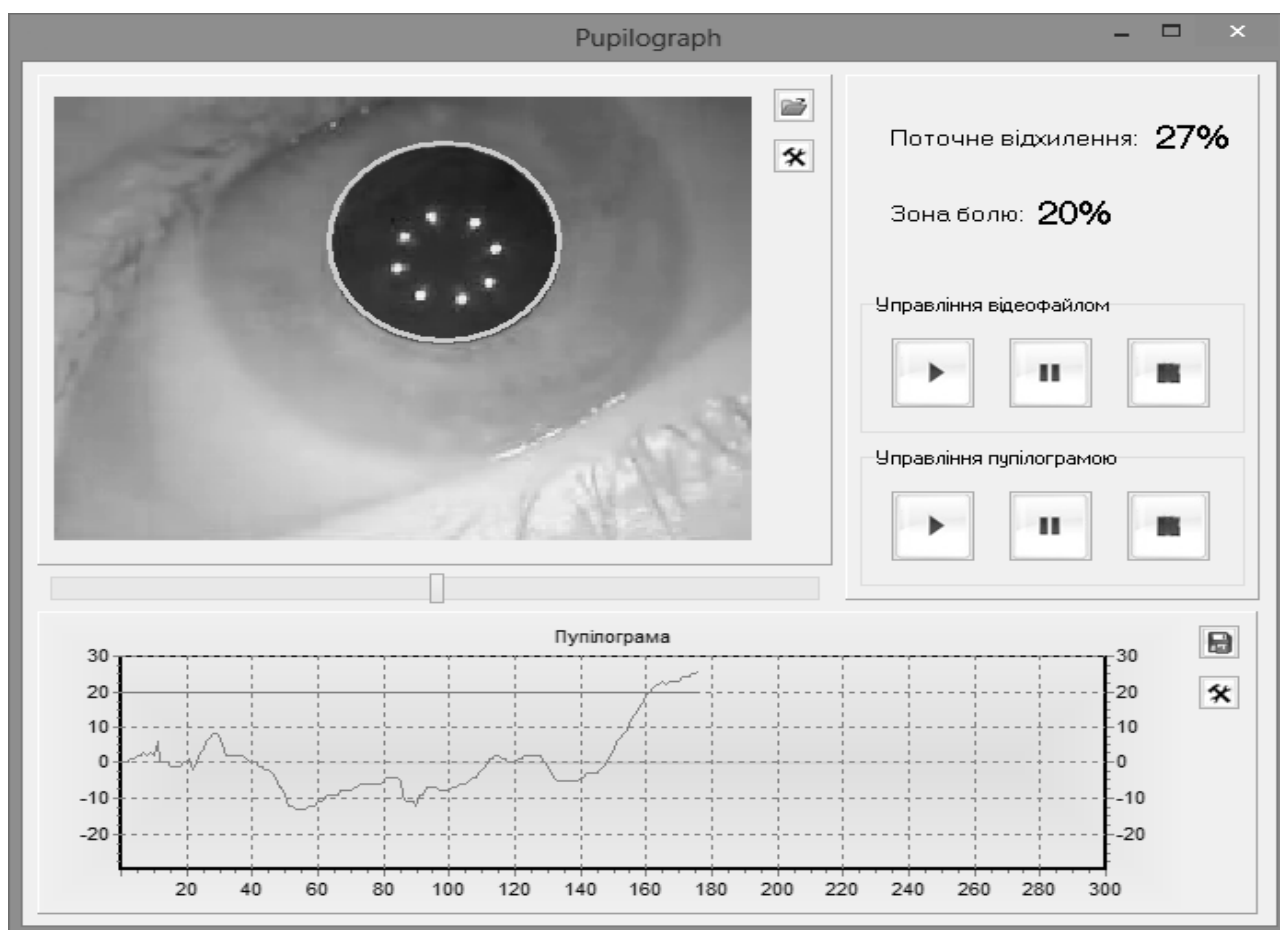 Pupilograph
Поточне відхилення: 27%
Зона болю: 20%
Управління відеофайлом
Управління пупілограмою
Пупілограма
30 30
20 20
10 10
0 0
-10 -10
-20 -20
20 40 60 80 100 120 140 160 180 200 220 240 260 280 300